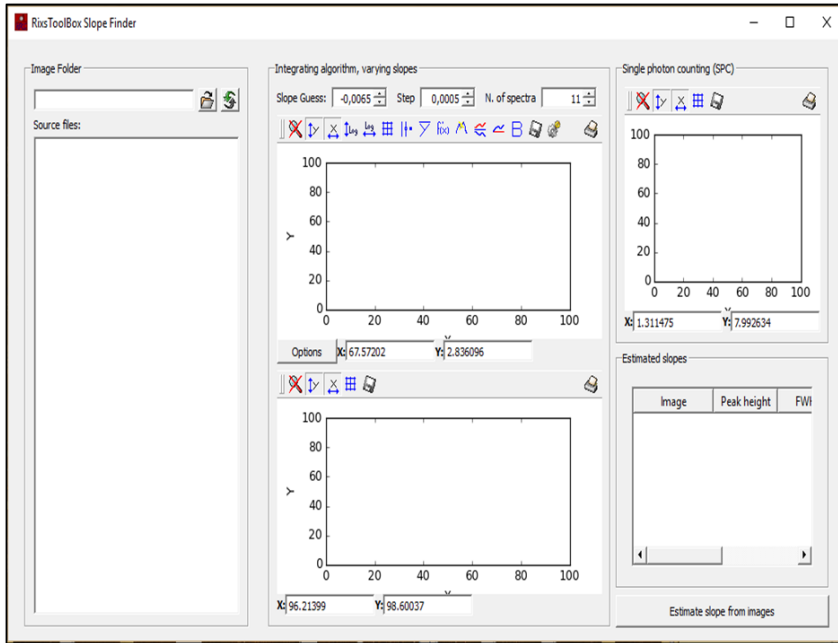 RixsToolBox Slope Finder
Image Folder
Source files:
Integrating algorithm, varying slopes
Slope Guess: -0,0065 Step 0,0005 N. of spectra 11
Log Log f(x)
100
80
60
40
20
0
Y
0 20 40 60 80 100
Options X: 67.57202 Y: 2.836096
100
80
60
40
20
0
Y
0 20 40 60 80 100
X: 96.21399 Y: 98.60037
Single photon counting (SPC)
100
80
60
40
20
0
0 20 40 60 80 100
X: 1.311475 Y: 7.992634
Estimated slopes
Image Peak height FWH
Estimate slope from images